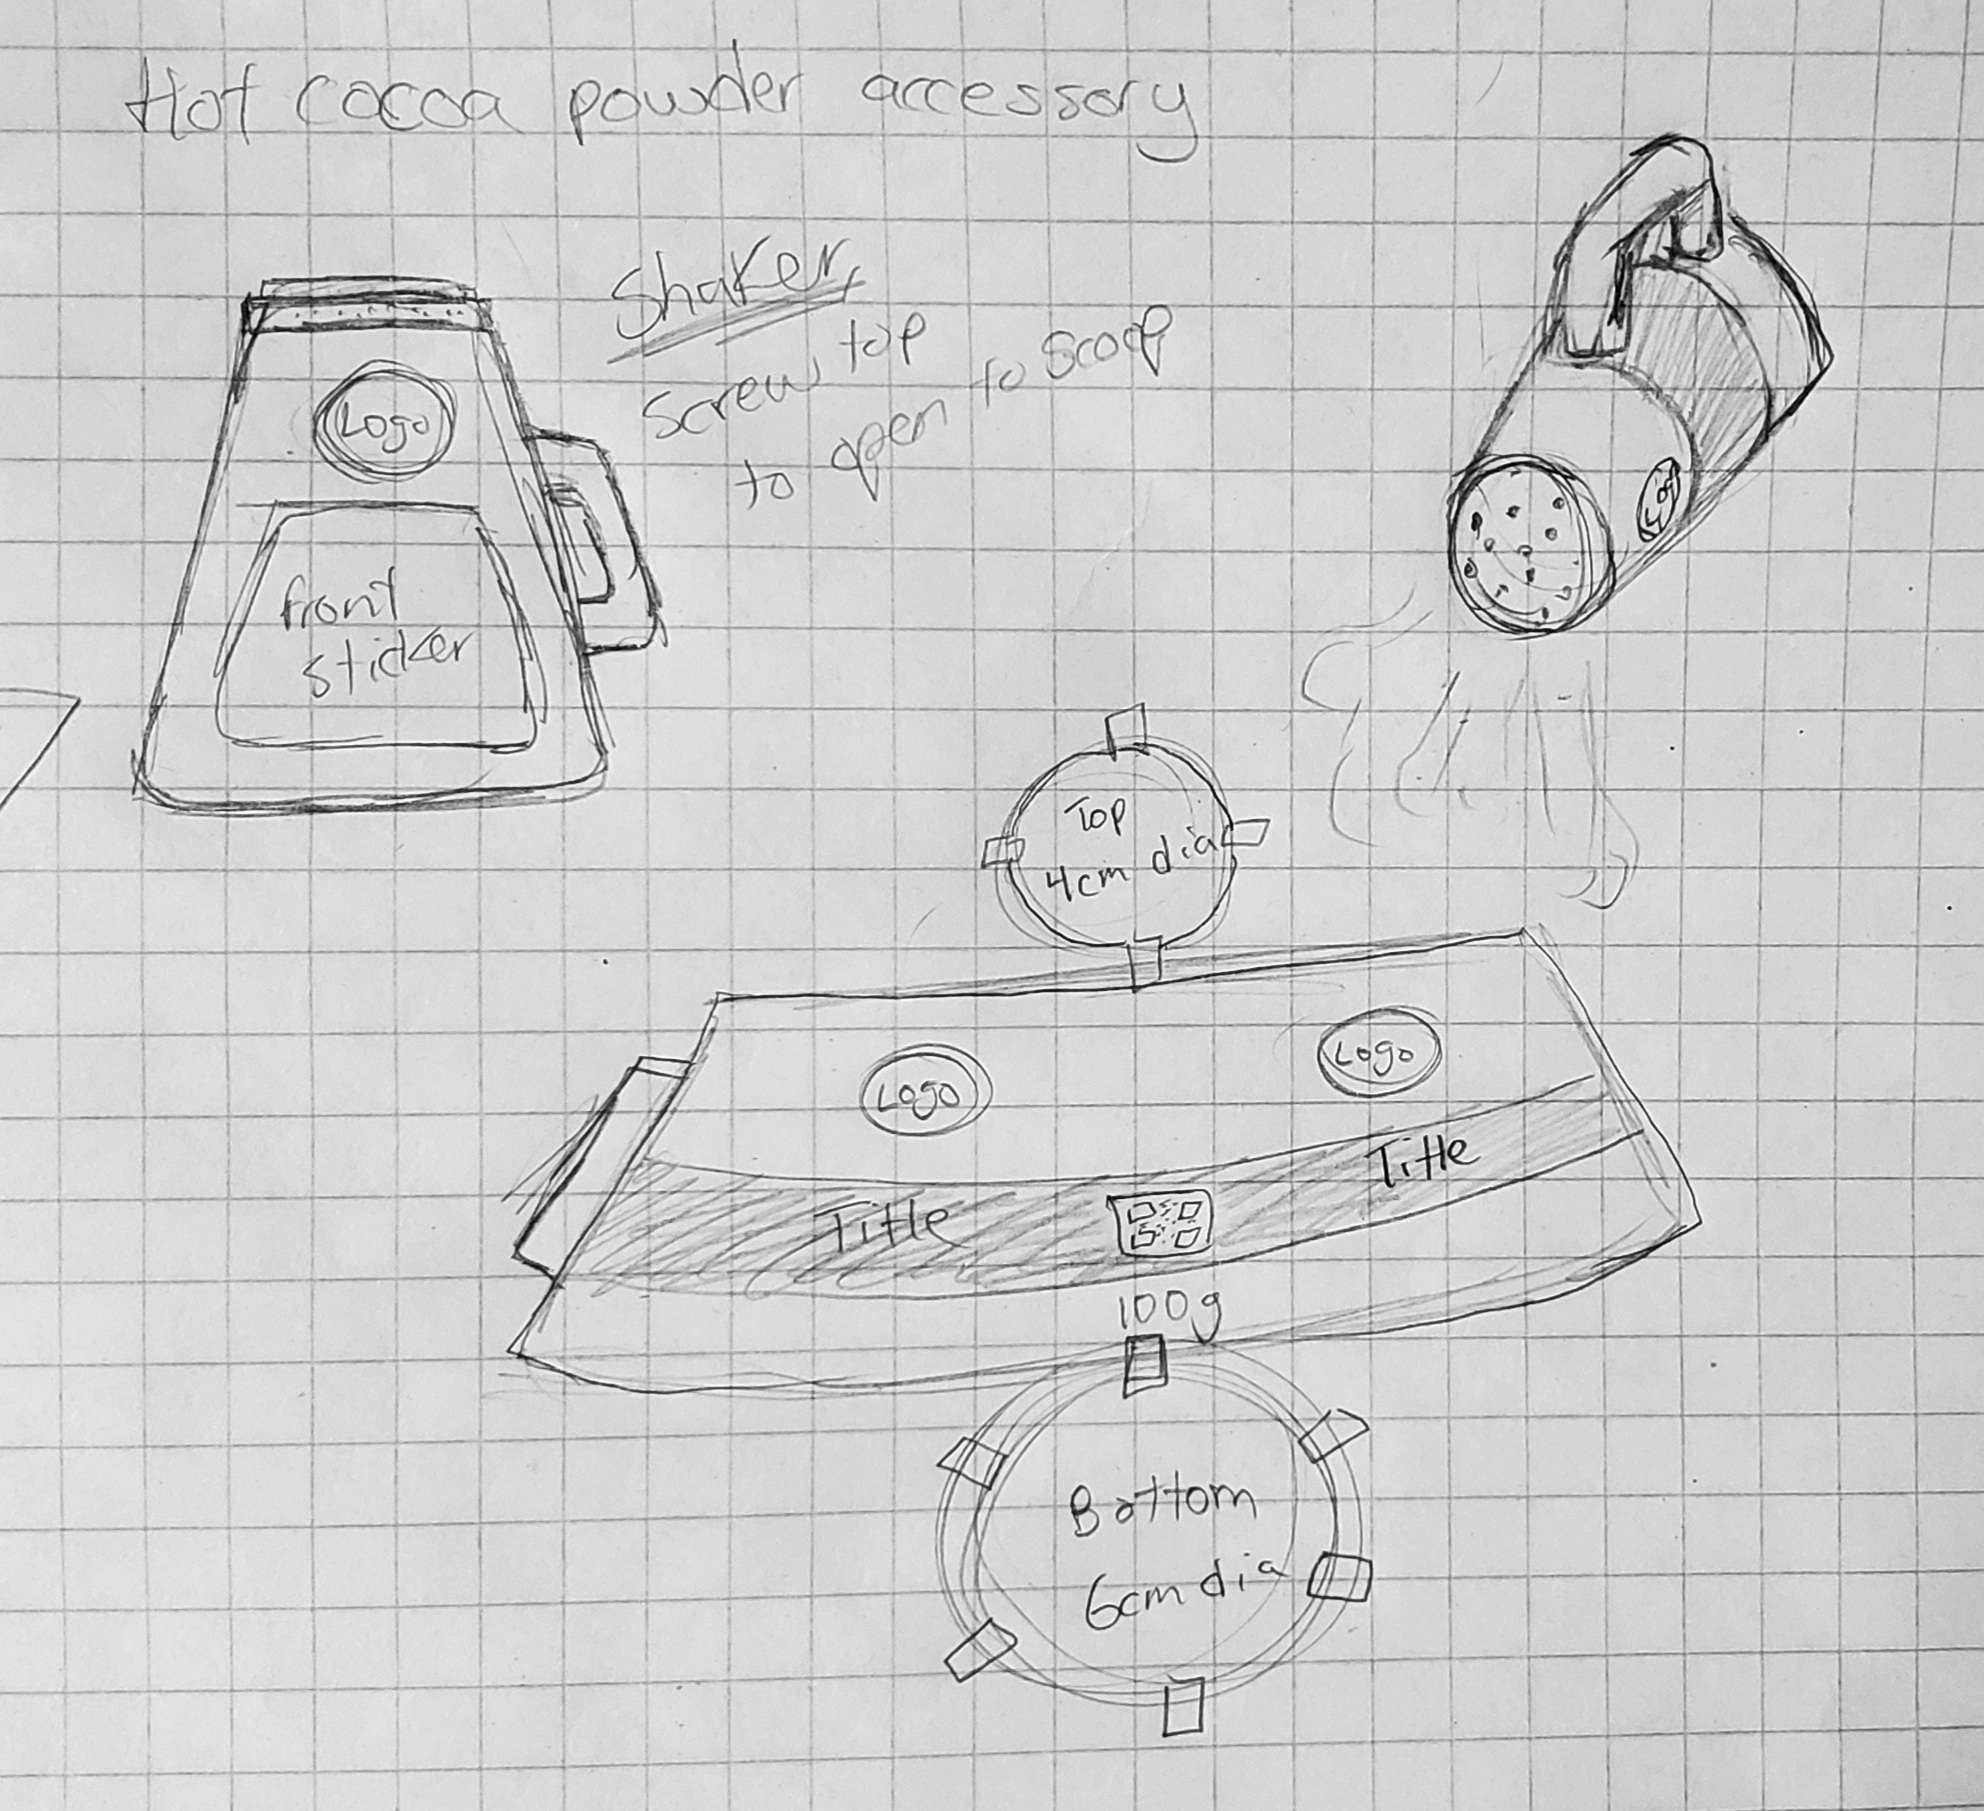 Hot cocoa powder accessory
Shaker
Screw top
to open to scoop
Logo
front
sticker
Logo
Top
4cm dia
Logo
Logo
Title
Title
100g
Bottom
6cm dia